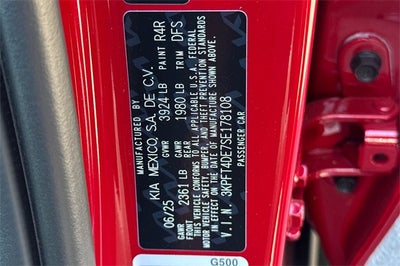 KIA MEXICO S.A. DE C.V.
06/25 GVWR 3924 LB PAINT R4R
GAWR FRONT 2361 LB GAWR REAR 1980 LB TRIM DFS
THIS VEHICLE CONFORMS TO ALL APPLICABLE U.S.A. FEDERAL
MOTOR VEHICLE SAFETY, BUMPER, AND THEFT PREVENTION STANDARDS
IN EFFECT ON THE DATE OF MANUFACTURE SHOWN ABOVE.
V.I.N. : 3KPFT4DE7SE178108
PASSENGER CAR
G500